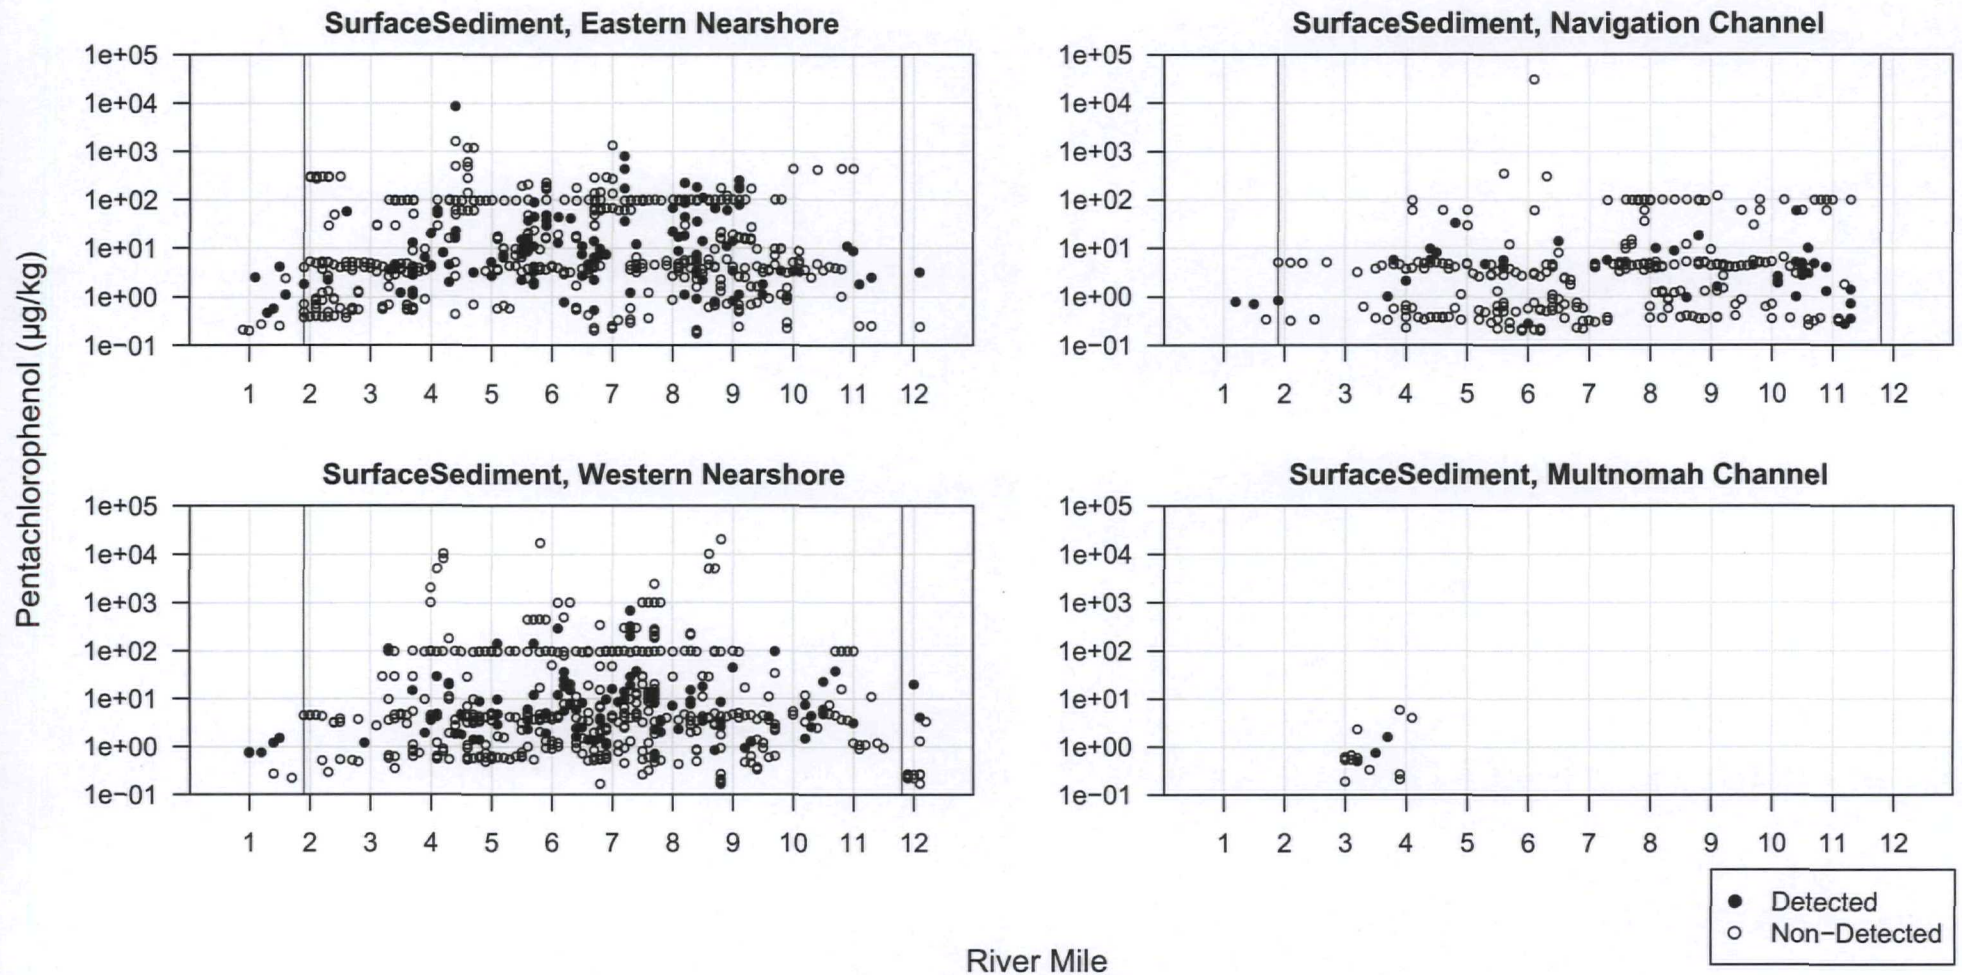 SurfaceSediment, Eastern Nearshore
SurfaceSediment, Navigation Channel
1e+05
1e+04
1e+03
1e+02
1e+01
1e+00
1e−01
1 2 3 4 5 6 7 8 9 10 11 12
1e+05
1e+04
1e+03
1e+02
1e+01
1e+00
1e−01
1 2 3 4 5 6 7 8 9 10 11 12
Pentachlorophenol (µg/kg)
SurfaceSediment, Western Nearshore
SurfaceSediment, Multnomah Channel
1e+05
1e+04
1e+03
1e+02
1e+01
1e+00
1e−01
1 2 3 4 5 6 7 8 9 10 11 12
1e+05
1e+04
1e+03
1e+02
1e+01
1e+00
1e−01
1 2 3 4 5 6 7 8 9 10 11 12
Detected
Non−Detected
River Mile